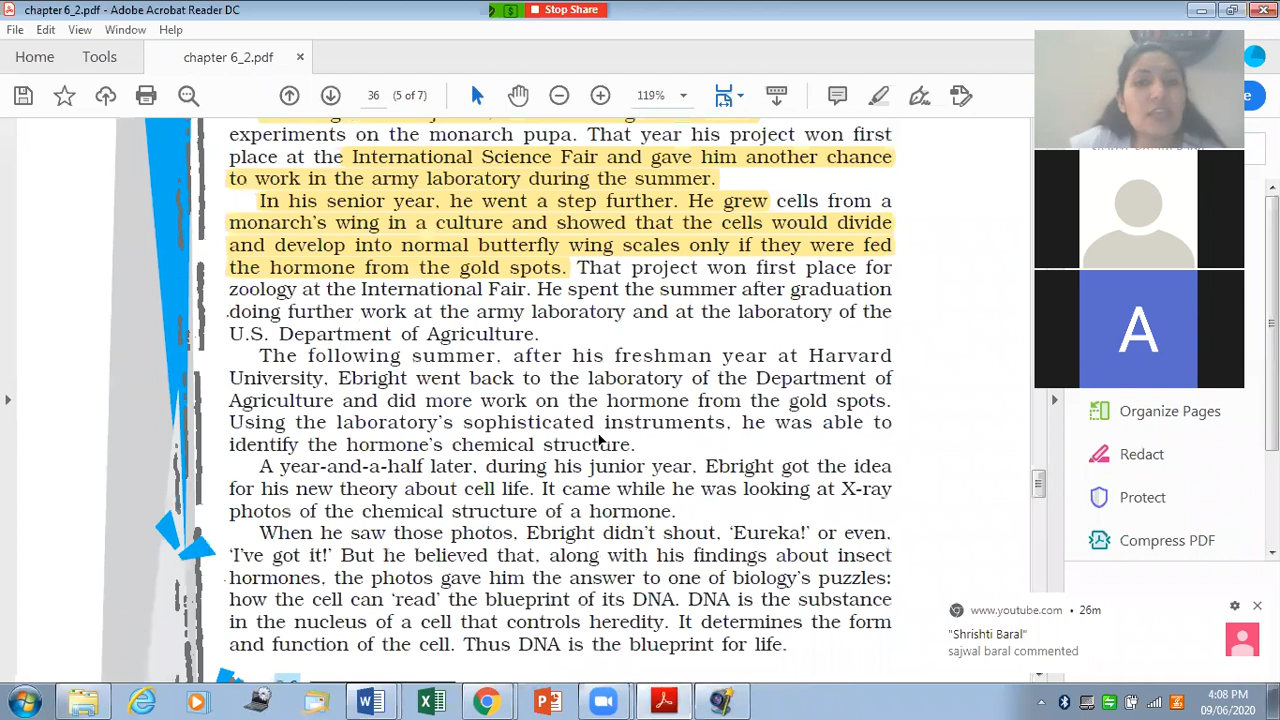 chapter 6_2.pdf - Adobe Acrobat Reader DC
Stop Share
File Edit View Window Help
Home Tools chapter 6_2.pdf
36 (5 of 7) 119%
experiments on the monarch pupa. That year his project won first
place at the International Science Fair and gave him another chance
to work in the army laboratory during the summer.
In his senior year, he went a step further. He grew cells from a
monarch's wing in a culture and showed that the cells would divide
and develop into normal butterfly wing scales only if they were fed
the hormone from the gold spots. That project won first place for
zoology at the International Fair. He spent the summer after graduation
doing further work at the army laboratory and at the laboratory of the
U.S. Department of Agriculture.
The following summer, after his freshman year at Harvard
University, Ebright went back to the laboratory of the Department of
Agriculture and did more work on the hormone from the gold spots.
Using the laboratory's sophisticated instruments, he was able to
identify the hormone's chemical structure.
A year-and-a-half later, during his junior year, Ebright got the idea
for his new theory about cell life. It came while he was looking at X-ray
photos of the chemical structure of a hormone.
When he saw those photos, Ebright didn't shout, 'Eureka!' or even,
'I've got it!' But he believed that, along with his findings about insect
hormones, the photos gave him the answer to one of biology's puzzles:
how the cell can 'read' the blueprint of its DNA. DNA is the substance
in the nucleus of a cell that controls heredity. It determines the form
and function of the cell. Thus DNA is the blueprint for life.
A
Organize Pages
Redact
Protect
Compress PDF
www.youtube.com • 26m
"Shrishti Baral"
sajwal baral commented
4:08 PM
09/06/2020